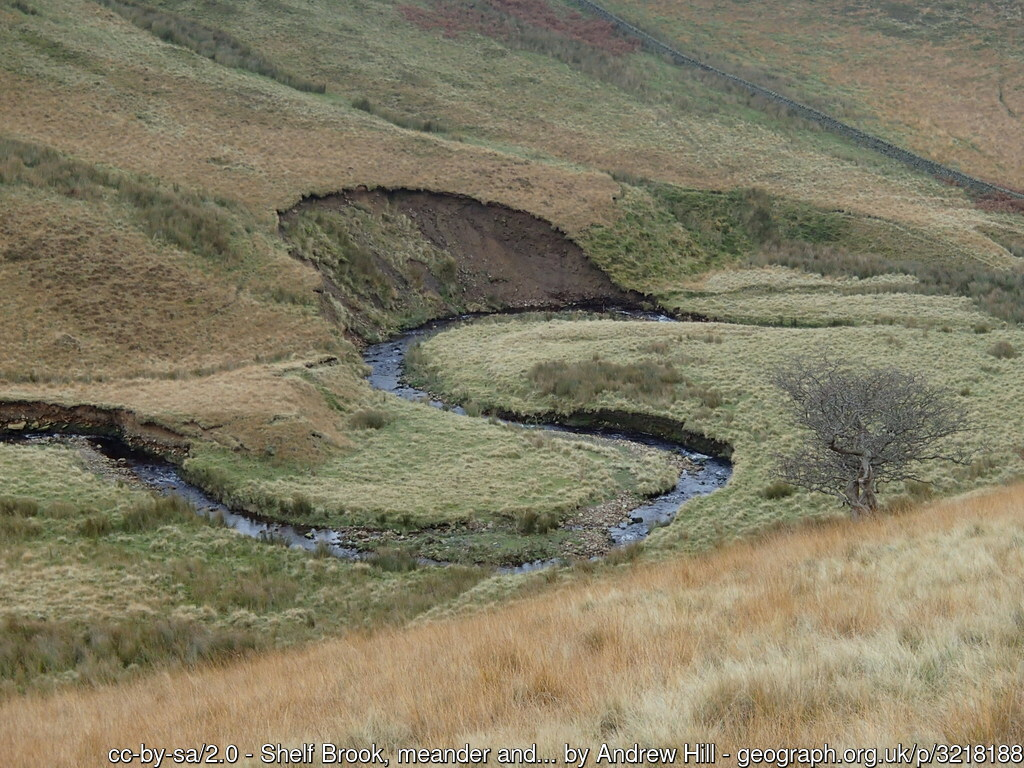 cc-by-sa/2.0 - Shelf Brook, meander and... by Andrew Hill - geograph.org.uk/p/3218188